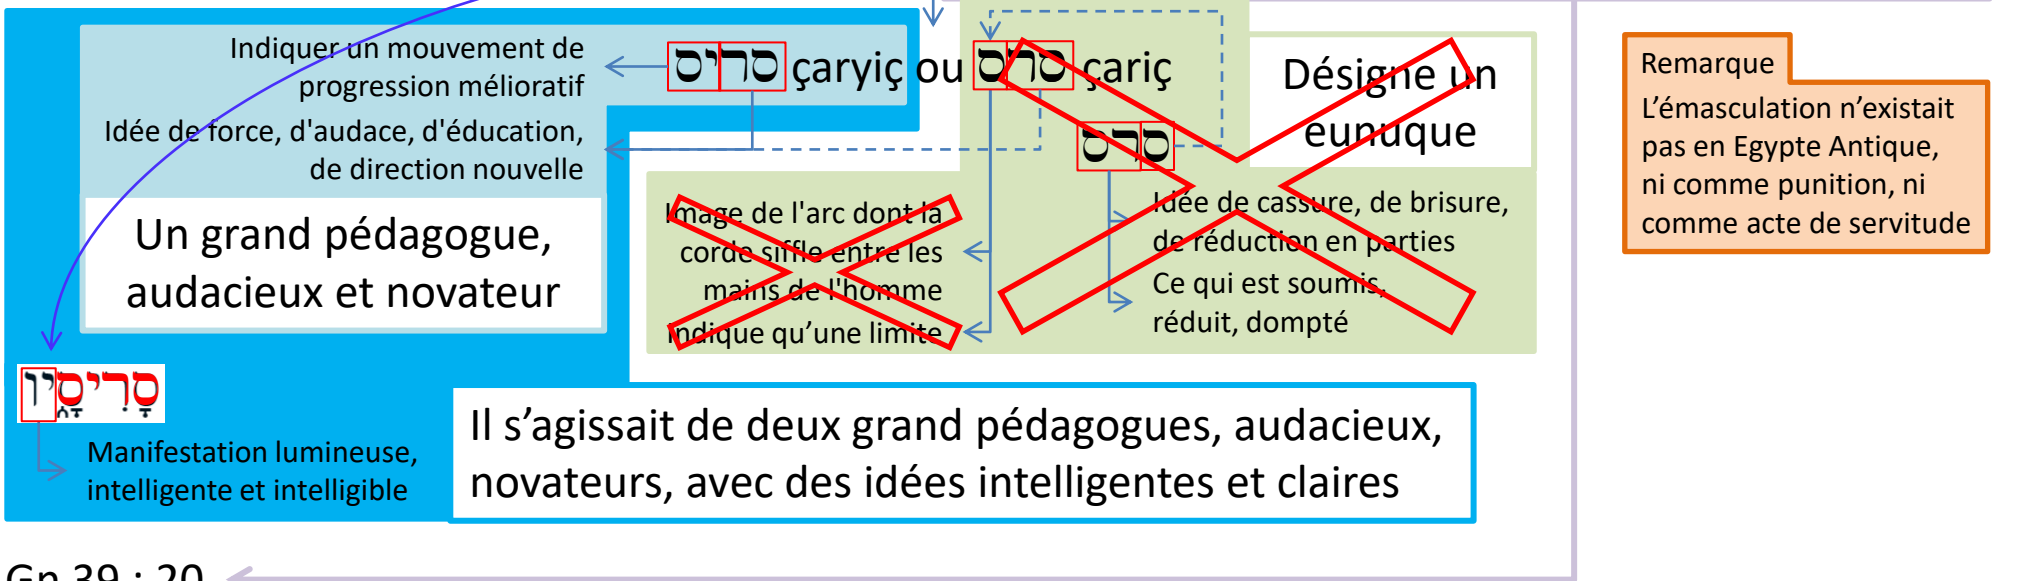 Indiquer un mouvement de
progression mélioratif
Idée de force, d'audace, d'éducation,
de direction nouvelle
סריס çaryiç ou סרס çariç
סרס
Désigne un
eunuque
Un grand pédagogue,
audacieux et novateur
Image de l'arc dont la
corde siffle entre les
mains de l'homme
Indique qu’une limite
Idée de cassure, de brisure,
de réduction en parties
Ce qui est soumis,
réduit, dompté
Remarque
L’émasculation n’existait
pas en Egypte Antique,
ni comme punition, ni
comme acte de servitude
סָרִיסָ֑יו
Manifestation lumineuse,
intelligente et intelligible
Il s’agissait de deux grand pédagogues, audacieux,
novateurs, avec des idées intelligentes et claires
Gn 39 : 20